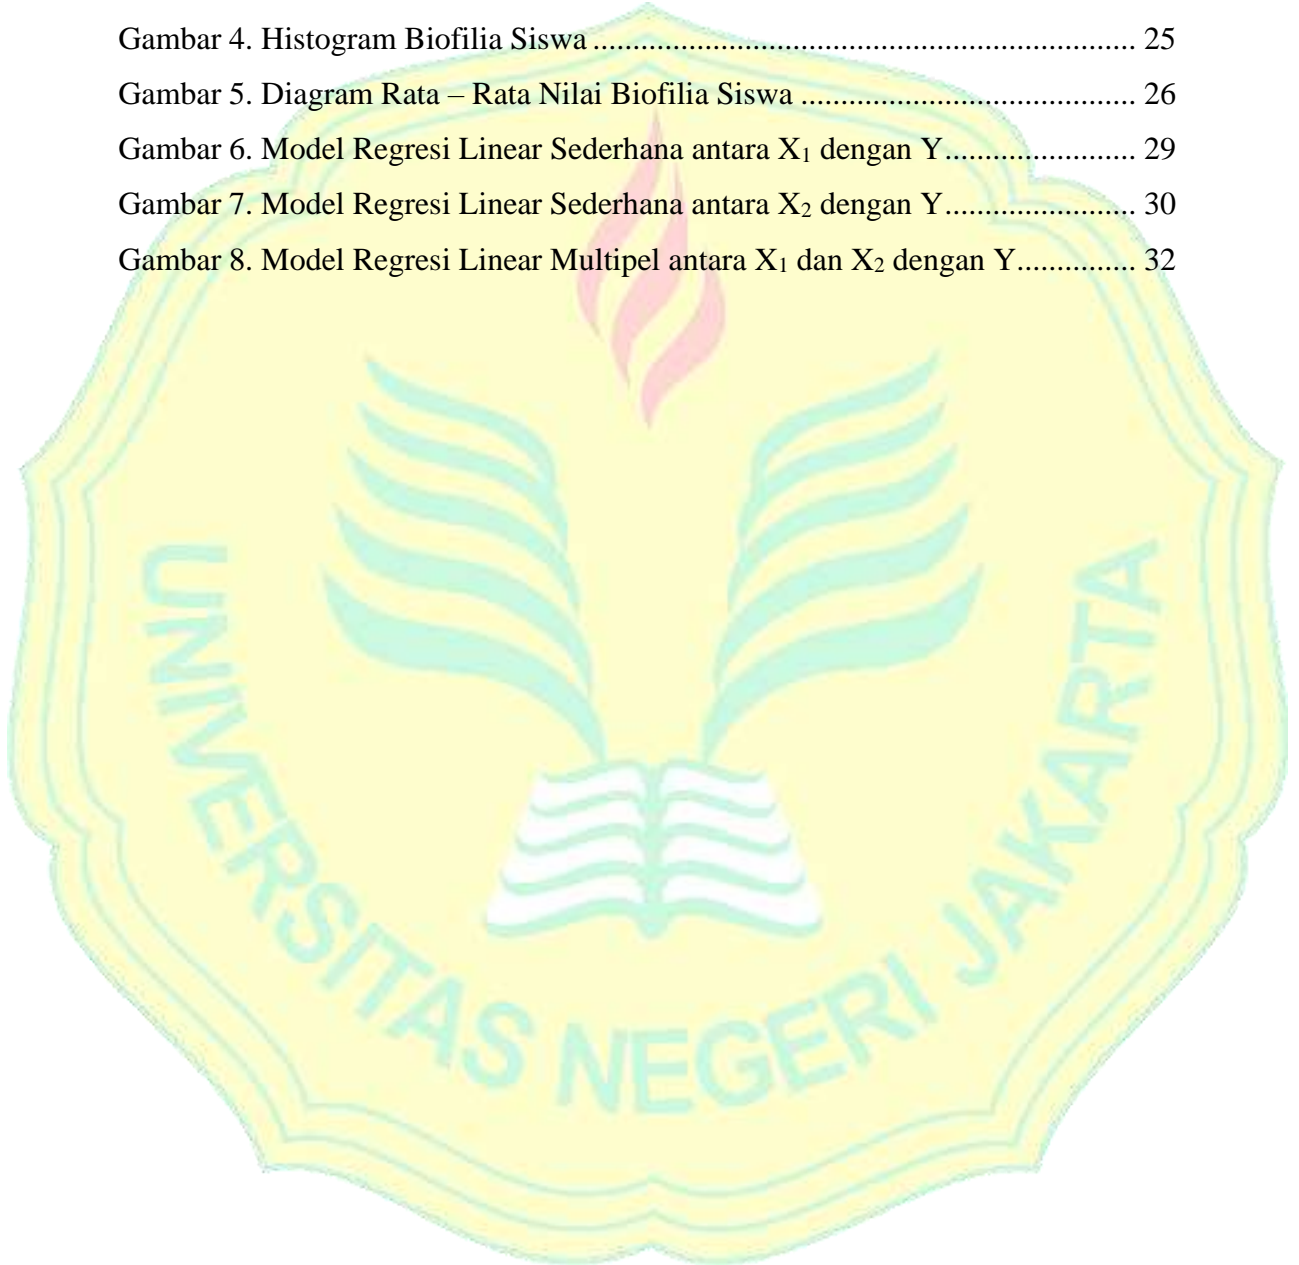 Gambar 4. Histogram Biofilia Siswa .................................................................. 25
Gambar 5. Diagram Rata – Rata Nilai Biofilia Siswa ......................................... 26
Gambar 6. Model Regresi Linear Sederhana antara X₁ dengan Y....................... 29
Gambar 7. Model Regresi Linear Sederhana antara X₂ dengan Y....................... 30
Gambar 8. Model Regresi Linear Multipel antara X₁ dan X₂ dengan Y.............. 32
UNIVERSITAS NEGERI JAKARTA